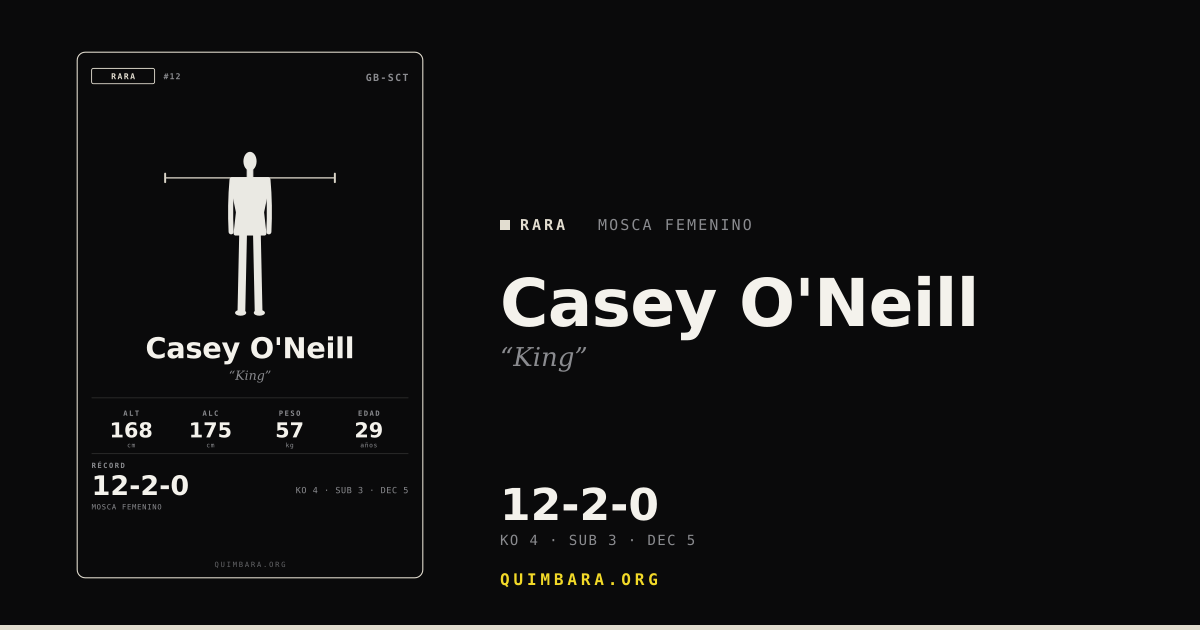 RARA #12 GB-SCT
Casey O'Neill
“King”
ALT ALC PESO EDAD
168 175 57 29
cm cm kg años
RÉCORD
12-2-0 KO 4 · SUB 3 · DEC 5
MOSCA FEMENINO
QUIMBARA.ORG
RARA MOSCA FEMENINO
Casey O'Neill
“King”
12-2-0
KO 4 · SUB 3 · DEC 5
QUIMBARA.ORG